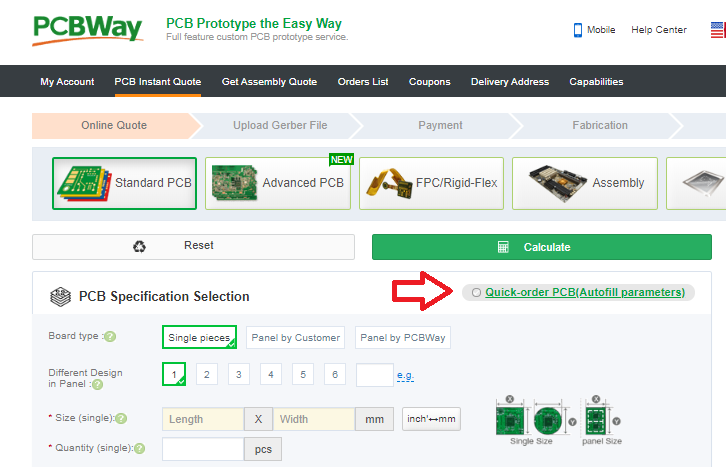 PCBWay
PCB Prototype the Easy Way
Full feature custom PCB prototype service.
Mobile
Help Center
My Account
PCB Instant Quote
Get Assembly Quote
Orders List
Coupons
Delivery Address
Capabilities
Online Quote
Upload Gerber File
Payment
Fabrication
Standard PCB
NEW
Advanced PCB
FPC/Rigid-Flex
Assembly
Reset
Calculate
PCB Specification Selection
Quick-order PCB(Autofill parameters)
Board type :?
Single pieces
Panel by Customer
Panel by PCBWay
Different Design
in Panel :?
1
2
3
4
5
6
e.g.
* Size (single):?
Length
X
Width
mm
inch'↔mm
X
Y
X
Y
Single Size
panel Size
* Quantity (single):?
pcs